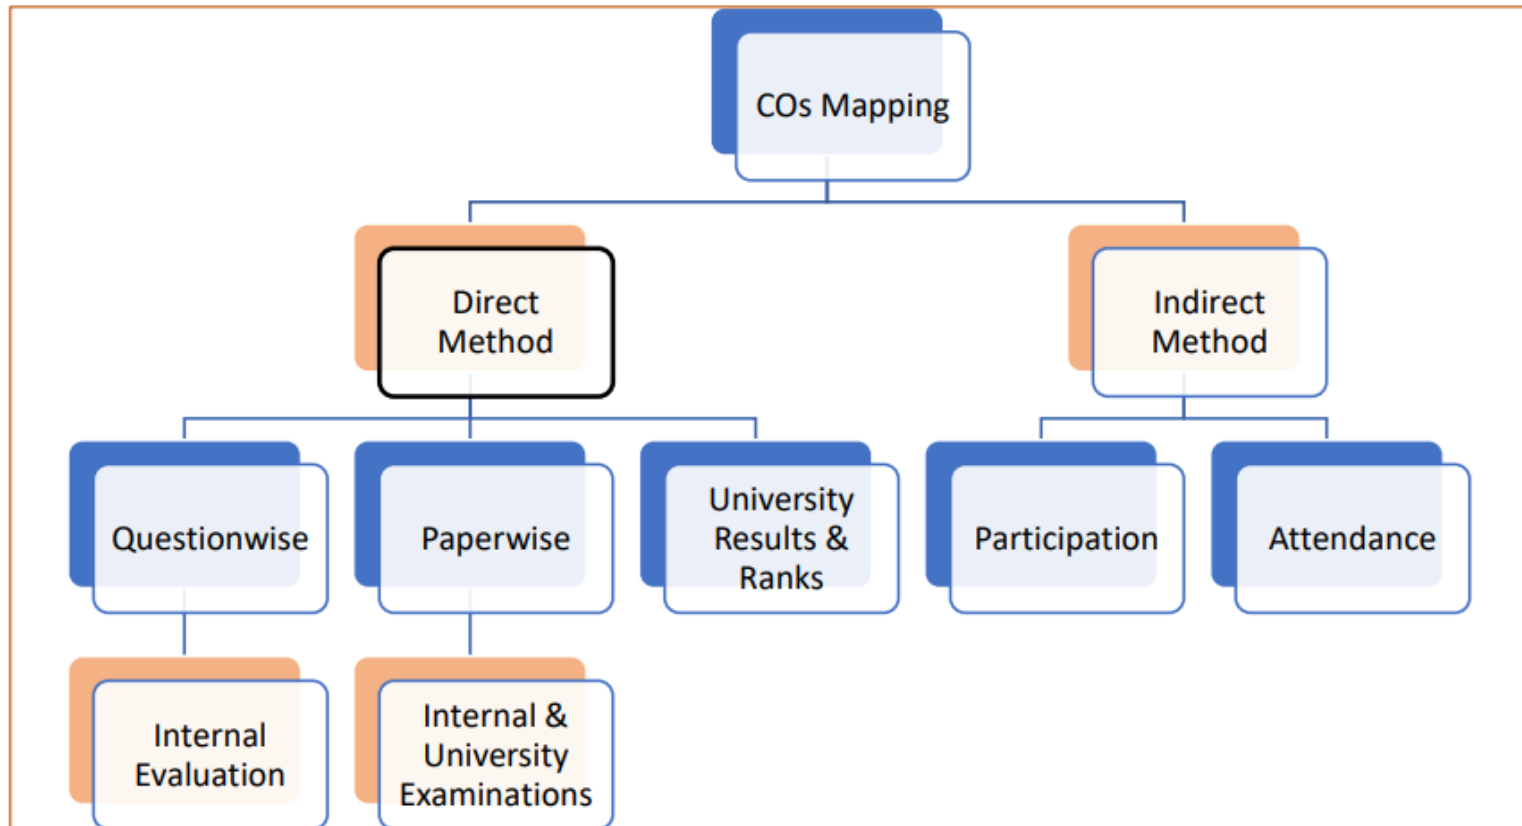 COs Mapping
Direct
Method
Indirect
Method
Questionwise
Paperwise
University
Results &
Ranks
Participation
Attendance
Internal
Evaluation
Internal &
University
Examinations